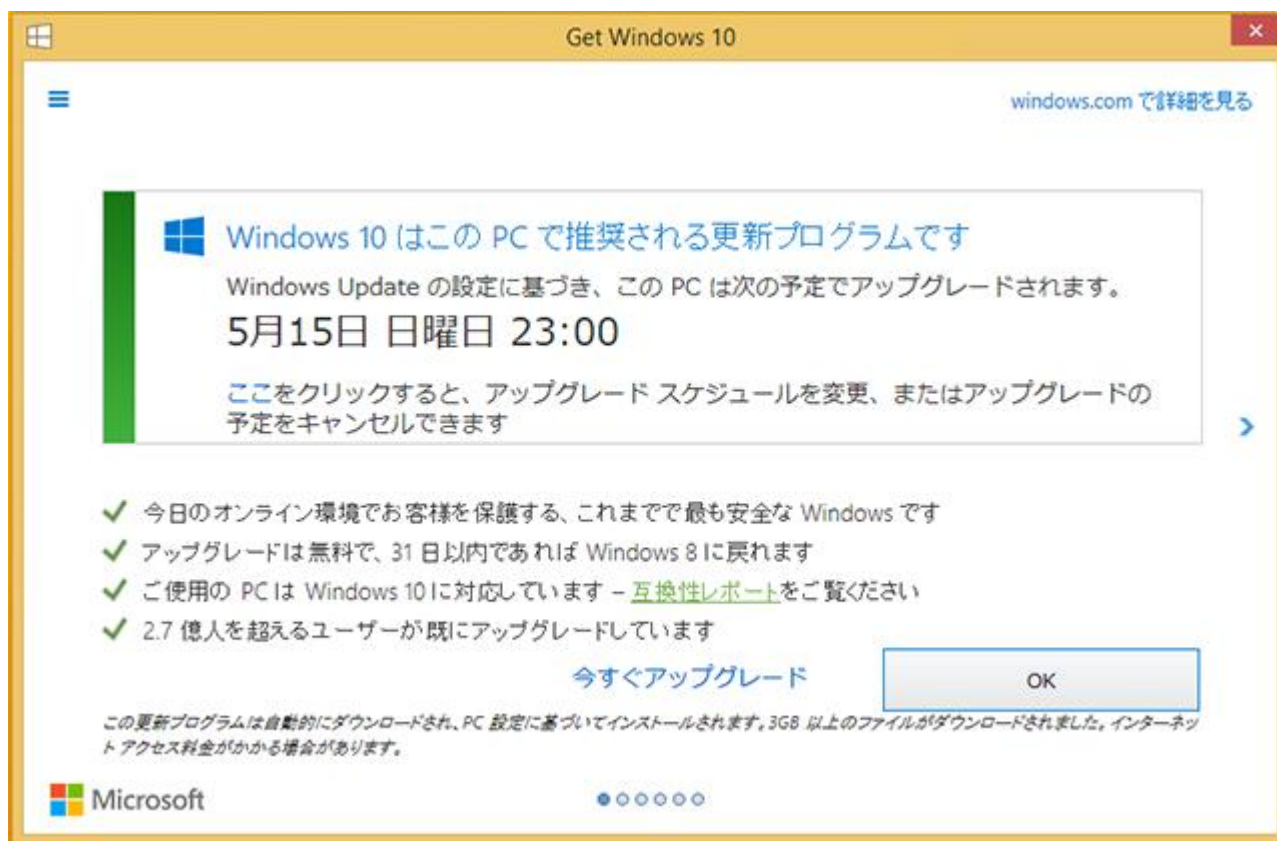 Get Windows 10
windows.com で詳細を見る
Windows 10 はこの PC で推奨される更新プログラムです
Windows Update の設定に基づき、この PC は次の予定でアップグレードされます。
5月15日 日曜日 23:00
ここをクリックすると、アップグレード スケジュールを変更、またはアップグレードの
予定をキャンセルできます
今日のオンライン環境でお客様を保護する、これまでで最も安全な Windows です
アップグレードは無料で、31 日以内であれば Windows 8 に戻れます
ご使用の PC は Windows 10 に対応しています – 互換性レポートをご覧ください
2.7 億人を超えるユーザーが既にアップグレードしています
今すぐアップグレード
OK
この更新プログラムは自動的にダウンロードされ、PC 設定に基づいてインストールされます。3GB 以上のファイルがダウンロードされました。インターネッ
ト アクセス料金がかかる場合があります。
Microsoft